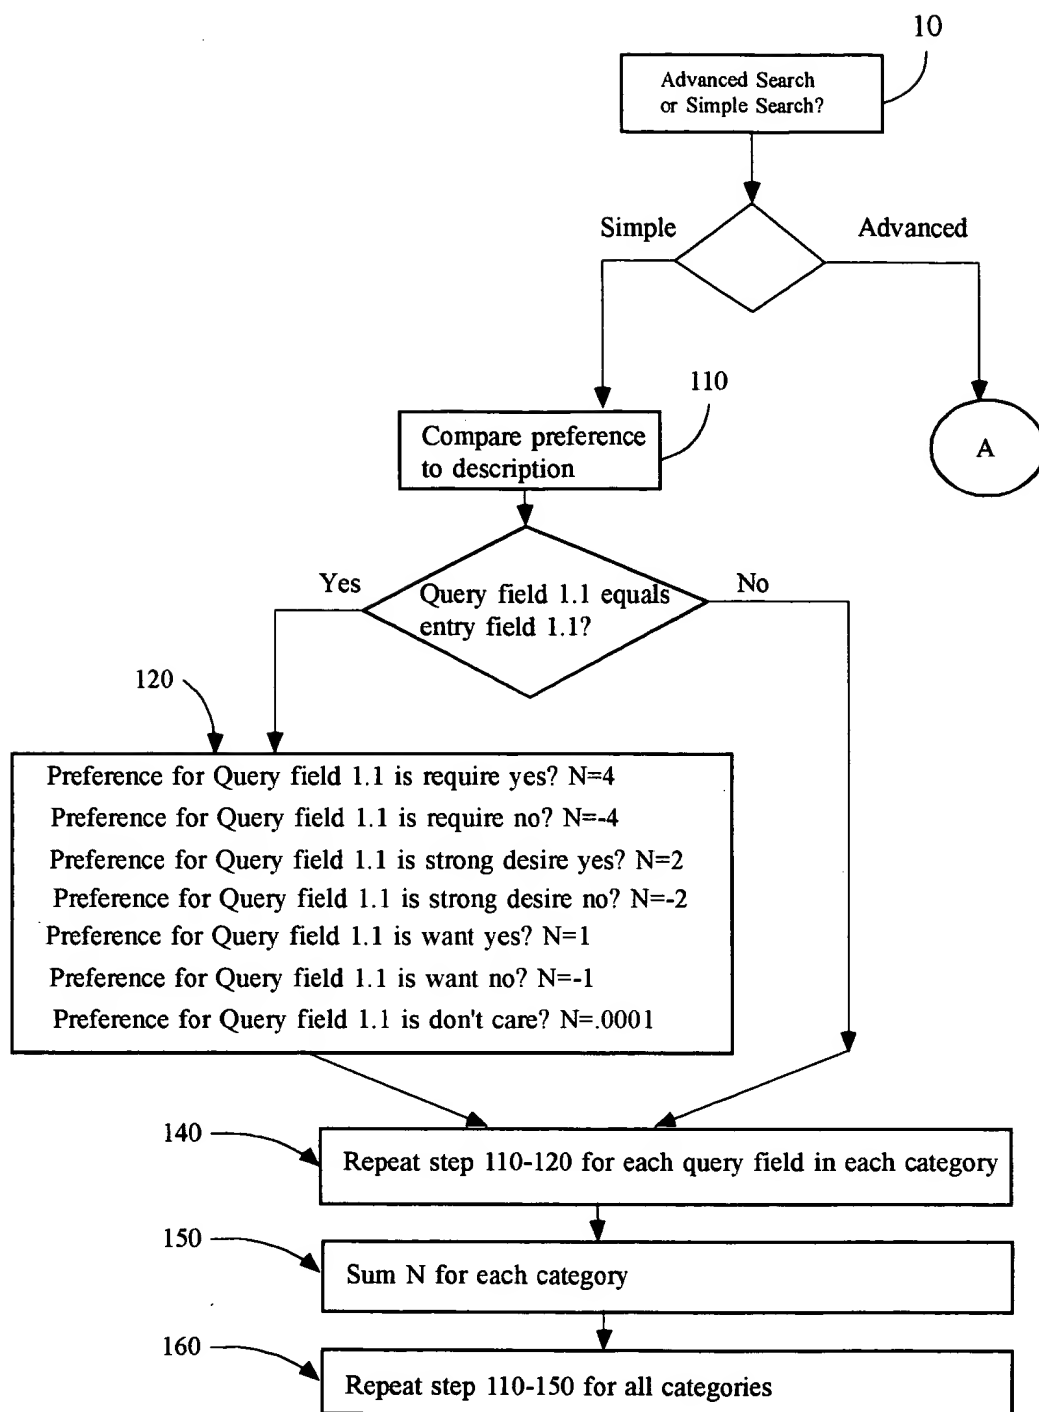 10
Advanced Search
or Simple Search?
Simple
Advanced
110
Compare preference
to description
A
Yes
Query field 1.1 equals
entry field 1.1?
No
120
Preference for Query field 1.1 is require yes? N=4
Preference for Query field 1.1 is require no? N=-4
Preference for Query field 1.1 is strong desire yes? N=2
Preference for Query field 1.1 is strong desire no? N=-2
Preference for Query field 1.1 is want yes? N=1
Preference for Query field 1.1 is want no? N=-1
Preference for Query field 1.1 is don't care? N=.0001
140
Repeat step 110-120 for each query field in each category
150
Sum N for each category
160
Repeat step 110-150 for all categories